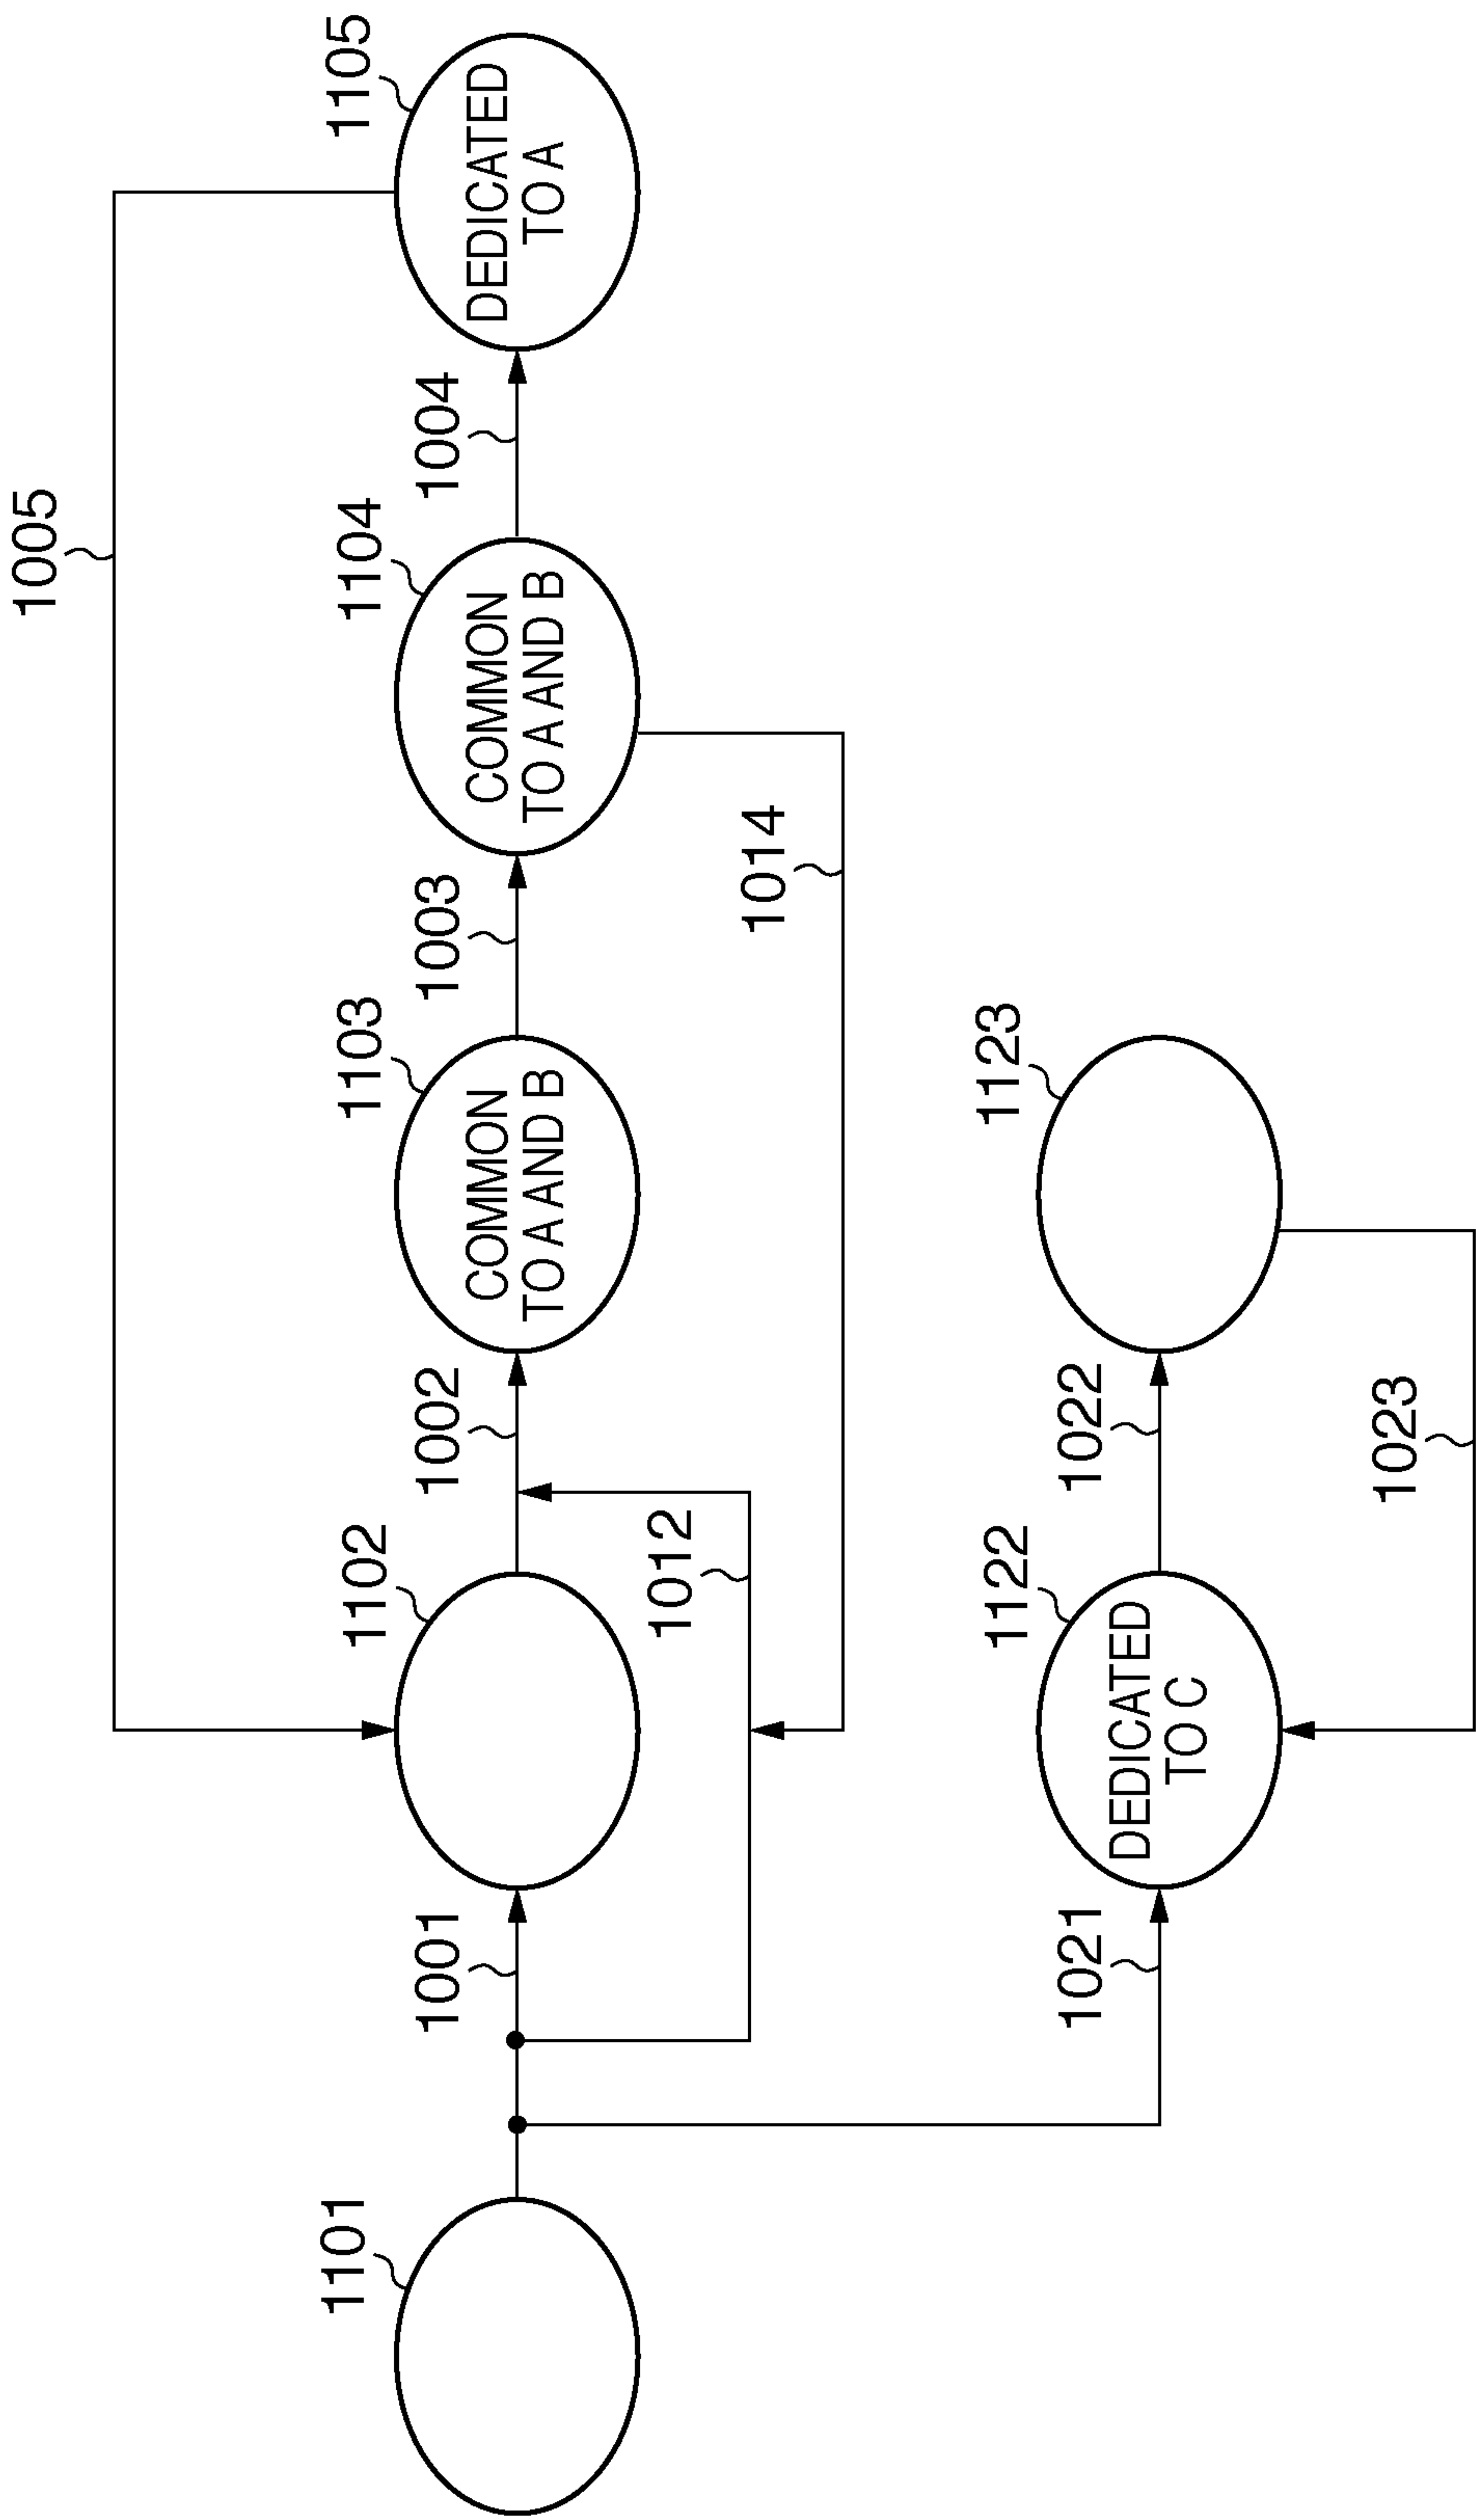 1005
1101
1001
1102
1002
1103
1003
1104
1004
1105
COMMON
TO A AND B
COMMON
TO A AND B
DEDICATED
TO A
1012
1014
1021
1122
1022
1123
DEDICATED
TO C
1023